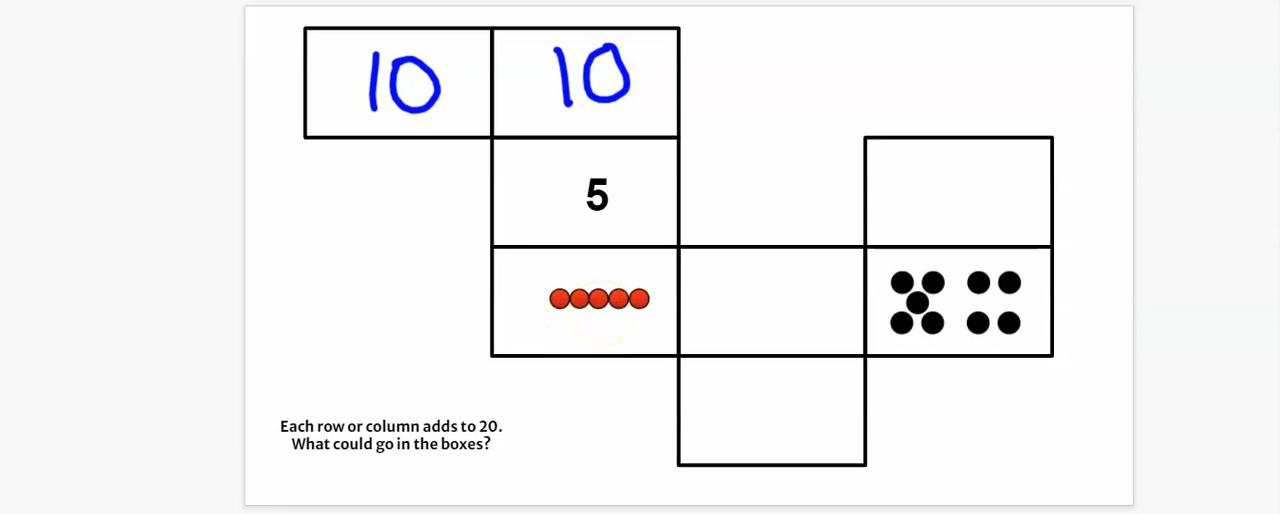 10 10
5
Each row or column adds to 20.
What could go in the boxes?